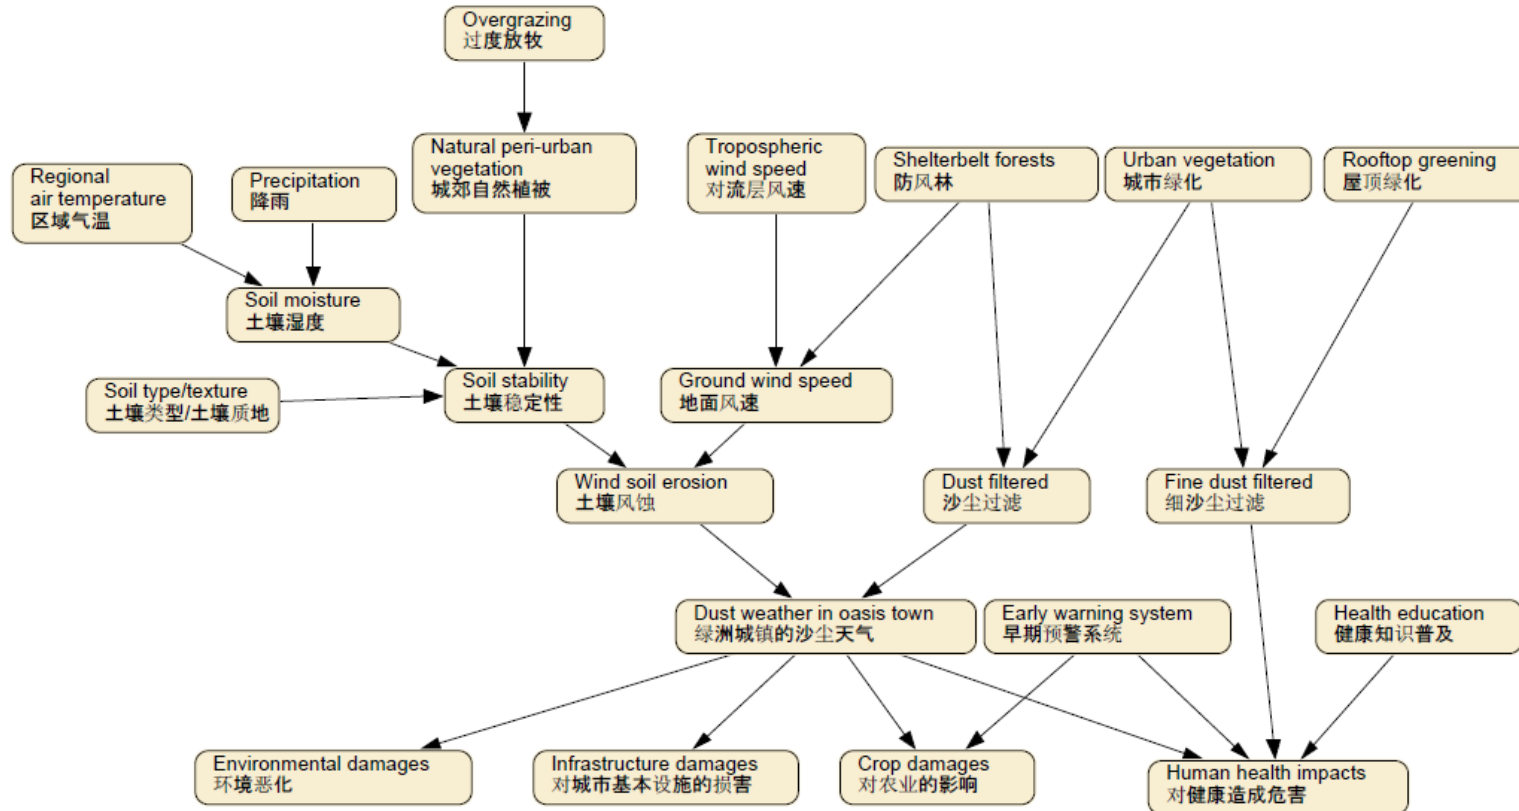 Overgrazing
过度放牧
Natural peri-urban
vegetation
城郊自然植被
Tropospheric
wind speed
对流层风速
Shelterbelt forests
防风林
Urban vegetation
城市绿化
Rooftop greening
屋顶绿化
Regional
air temperature
区域气温
Precipitation
降雨
Soil moisture
土壤湿度
Soil type/texture
土壤类型/土壤质地
Soil stability
土壤稳定性
Ground wind speed
地面风速
Wind soil erosion
土壤风蚀
Dust filtered
沙尘过滤
Fine dust filtered
细沙尘过滤
Dust weather in oasis town
绿洲城镇的沙尘天气
Early warning system
早期预警系统
Health education
健康知识普及
Environmental damages
环境恶化
Infrastructure damages
对城市基本设施的损害
Crop damages
对农业的影响
Human health impacts
对健康造成危害